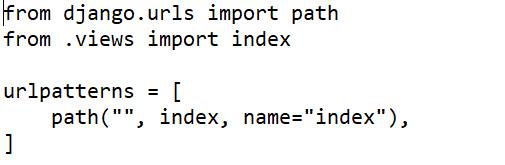 from django.urls import path
from .views import index

urlpatterns = [
    path("", index, name="index"),
]